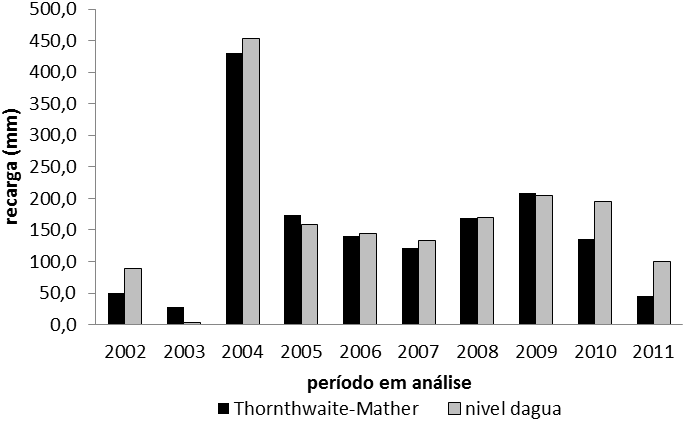 500,0
450,0
400,0
350,0
300,0
250,0
200,0
150,0
100,0
50,0
0,0
recarga (mm)
2002 2003 2004 2005 2006 2007 2008 2009 2010 2011
período em análise
Thornthwaite-Mather nivel dagua